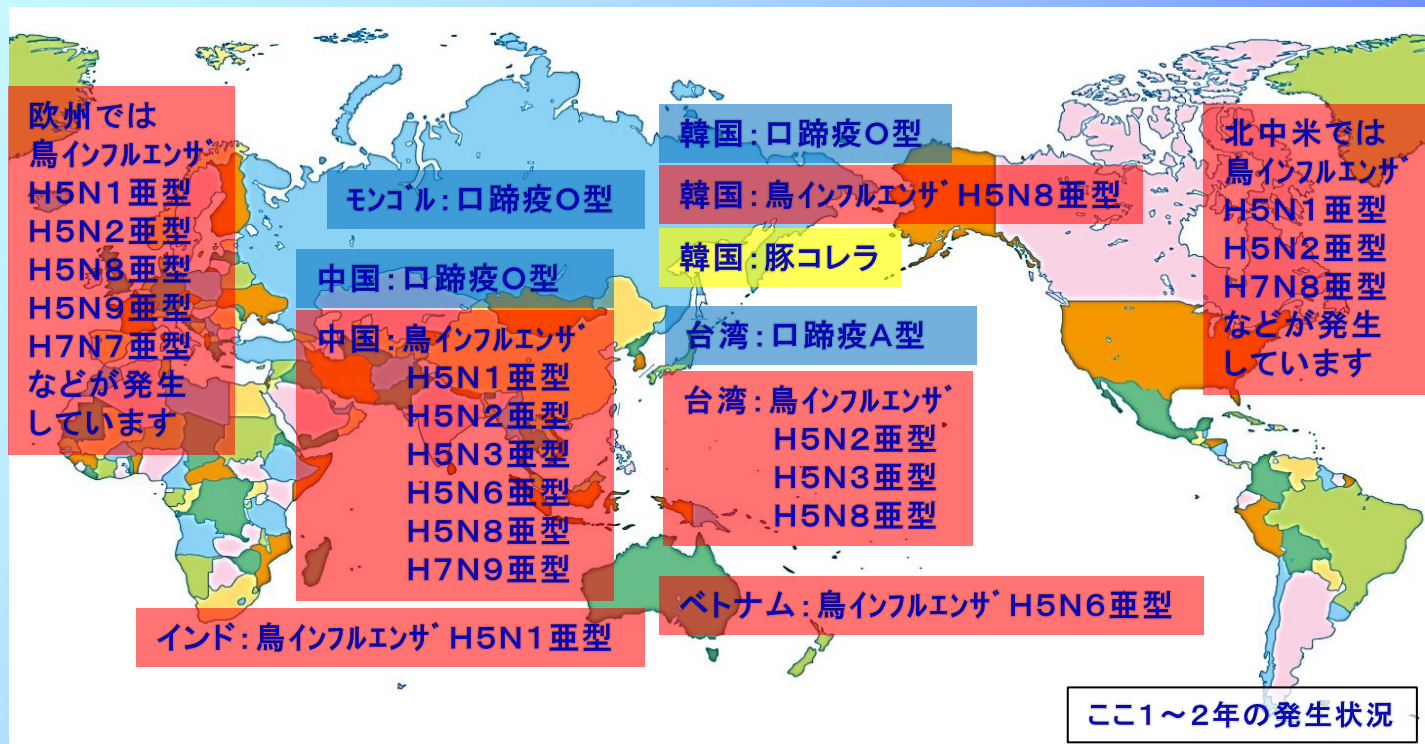 欧州では
鳥インフルエンザ
H5N1亜型
H5N2亜型
H5N8亜型
H5N9亜型
H7N7亜型
などが発生
しています
モンゴル:口蹄疫O型
中国:口蹄疫O型
中国:鳥インフルエンザ
H5N1亜型
H5N2亜型
H5N3亜型
H5N6亜型
H5N8亜型
H7N9亜型
インド:鳥インフルエンザ H5N1亜型
韓国:口蹄疫O型
韓国:鳥インフルエンザ H5N8亜型
韓国:豚コレラ
台湾:口蹄疫A型
台湾:鳥インフルエンザ
H5N2亜型
H5N3亜型
H5N8亜型
ベトナム:鳥インフルエンザ H5N6亜型
北中米では
鳥インフルエンザ
H5N1亜型
H5N2亜型
H7N8亜型
などが発生
しています
ここ1～2年の発生状況